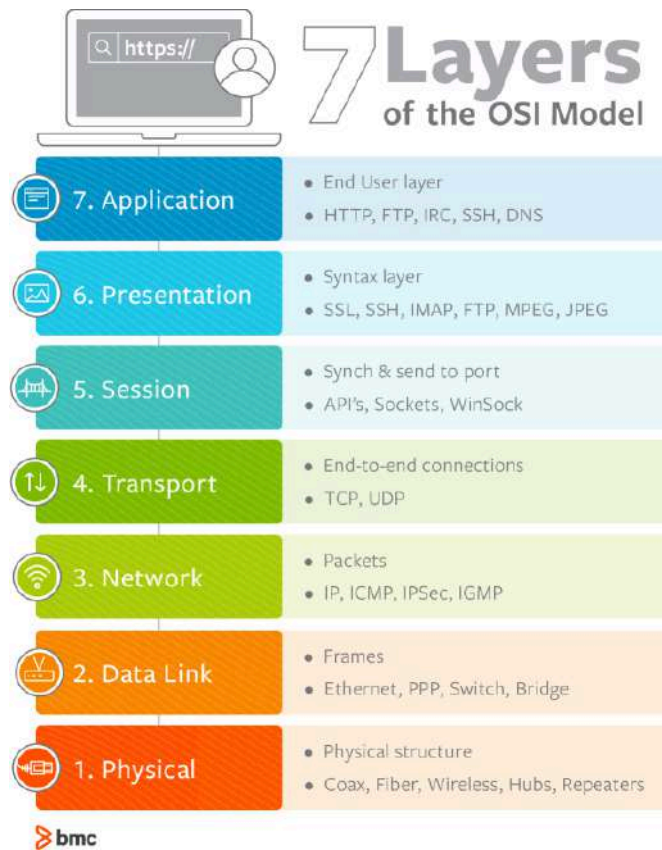 https://
7 Layers
of the OSI Model
7. Application
• End User layer
• HTTP, FTP, IRC, SSH, DNS
6. Presentation
• Syntax layer
• SSL, SSH, IMAP, FTP, MPEG, JPEG
5. Session
• Synch & send to port
• API's, Sockets, WinSock
4. Transport
• End-to-end connections
• TCP, UDP
3. Network
• Packets
• IP, ICMP, IPSec, IGMP
2. Data Link
• Frames
• Ethernet, PPP, Switch, Bridge
1. Physical
• Physical structure
• Coax, Fiber, Wireless, Hubs, Repeaters
bmc